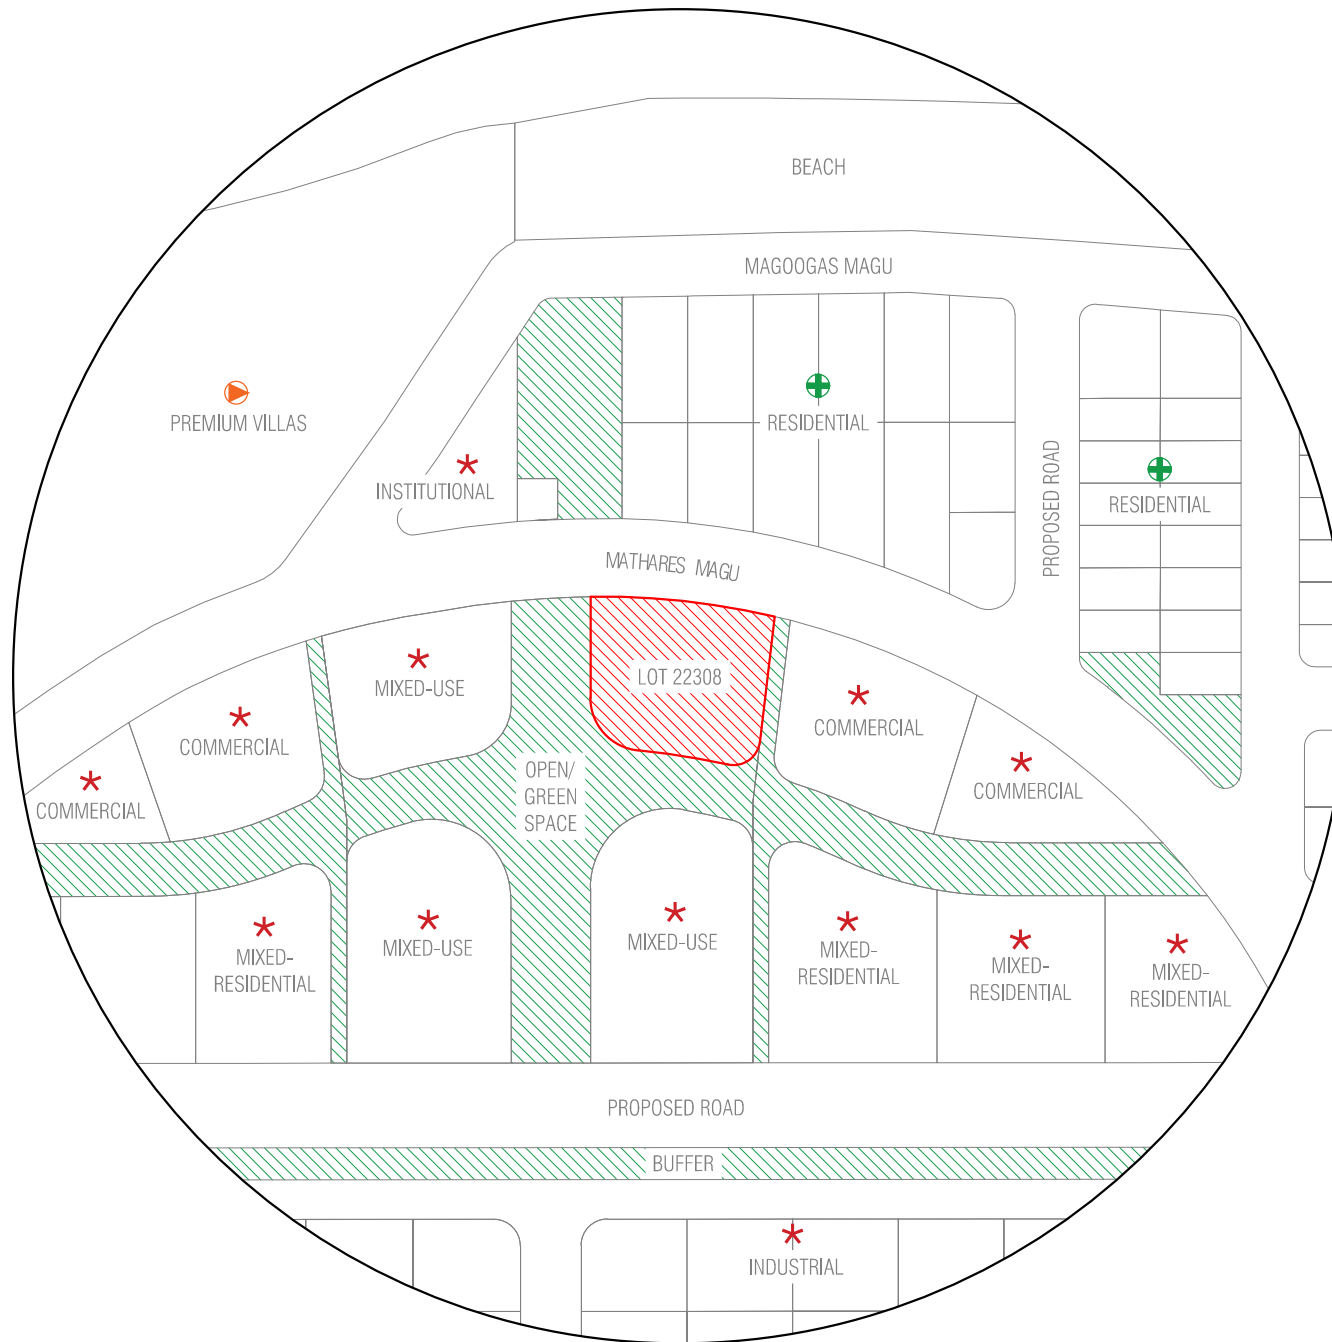 BEACH
MAGOOGAS MAGU
PREMIUM VILLAS
RESIDENTIAL
INSTITUTIONAL
PROPOSED ROAD
RESIDENTIAL
MATHARES MAGU
LOT 22308
MIXED-USE
COMMERCIAL
COMMERCIAL
COMMERCIAL
COMMERCIAL
OPEN/
GREEN
SPACE
MIXED-
RESIDENTIAL
MIXED-USE
MIXED-USE
MIXED-
RESIDENTIAL
MIXED-
RESIDENTIAL
MIXED-
RESIDENTIAL
PROPOSED ROAD
BUFFER
INDUSTRIAL